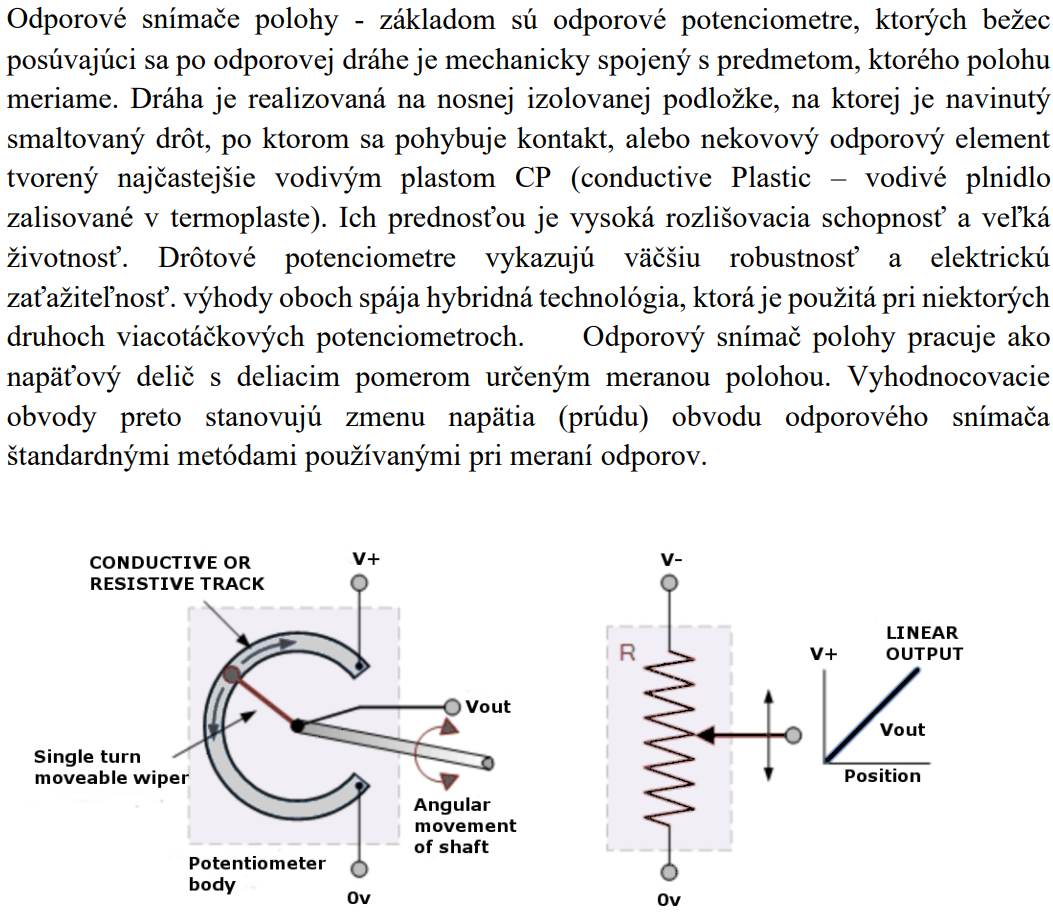 Odporové snímače polohy - základom sú odporové potenciometre, ktorých bežec
posúvajúci sa po odporovej dráhe je mechanicky spojený s predmetom, ktorého polohu
meriame. Dráha je realizovaná na nosnej izolovanej podložke, na ktorej je navinutý
smaltovaný drôt, po ktorom sa pohybuje kontakt, alebo nekovový odporový element
tvorený najčastejšie vodivým plastom CP (conductive Plastic – vodivé plnidlo
zalisované v termoplaste). Ich prednosťou je vysoká rozlišovacia schopnosť a veľká
životnosť. Drôtové potenciometre vykazujú väčšiu robustnosť a elektrickú
zaťažiteľnosť. výhody oboch spája hybridná technológia, ktorá je použitá pri niektorých
druhoch viacotáčkových potenciometroch. Odporový snímač polohy pracuje ako
napäťový delič s deliacim pomerom určeným meranou polohou. Vyhodnocovacie
obvody preto stanovujú zmenu napätia (prúdu) obvodu odporového snímača
štandardnými metódami používanými pri meraní odporov.
CONDUCTIVE OR
RESISTIVE TRACK
V+
Vout
Single turn
moveable wiper
Angular
movement
of shaft
Potentiometer
body
0v
V-
R
0v
V+
LINEAR
OUTPUT
Vout
Position